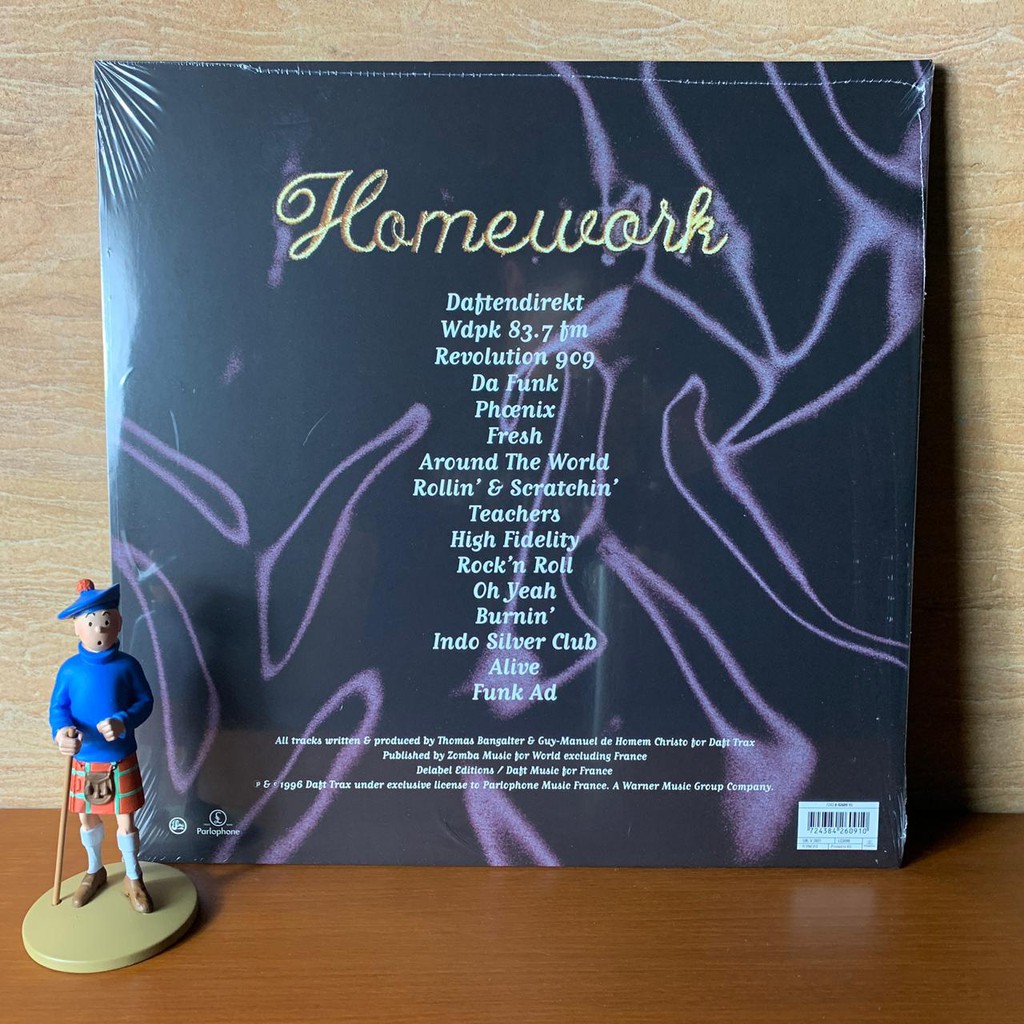 Homework
Daftendirekt
Wdpk 83.7 fm
Revolution 909
Da Funk
Phœnix
Fresh
Around The World
Rollin' & Scratchin'
Teachers
High Fidelity
Rock'n Roll
Oh Yeah
Burnin'
Indo Silver Club
Alive
Funk Ad
All tracks written & produced by Thomas Bangalter & Guy-Manuel de Homem Christo for Daft Trax
Published by Zomba Music for World excluding France
Delabel Editions / Daft Music for France
P & © 1996 Daft Trax under exclusive license to Parlophone Music France. A Warner Music Group Company.
Parlophone
724384 260910